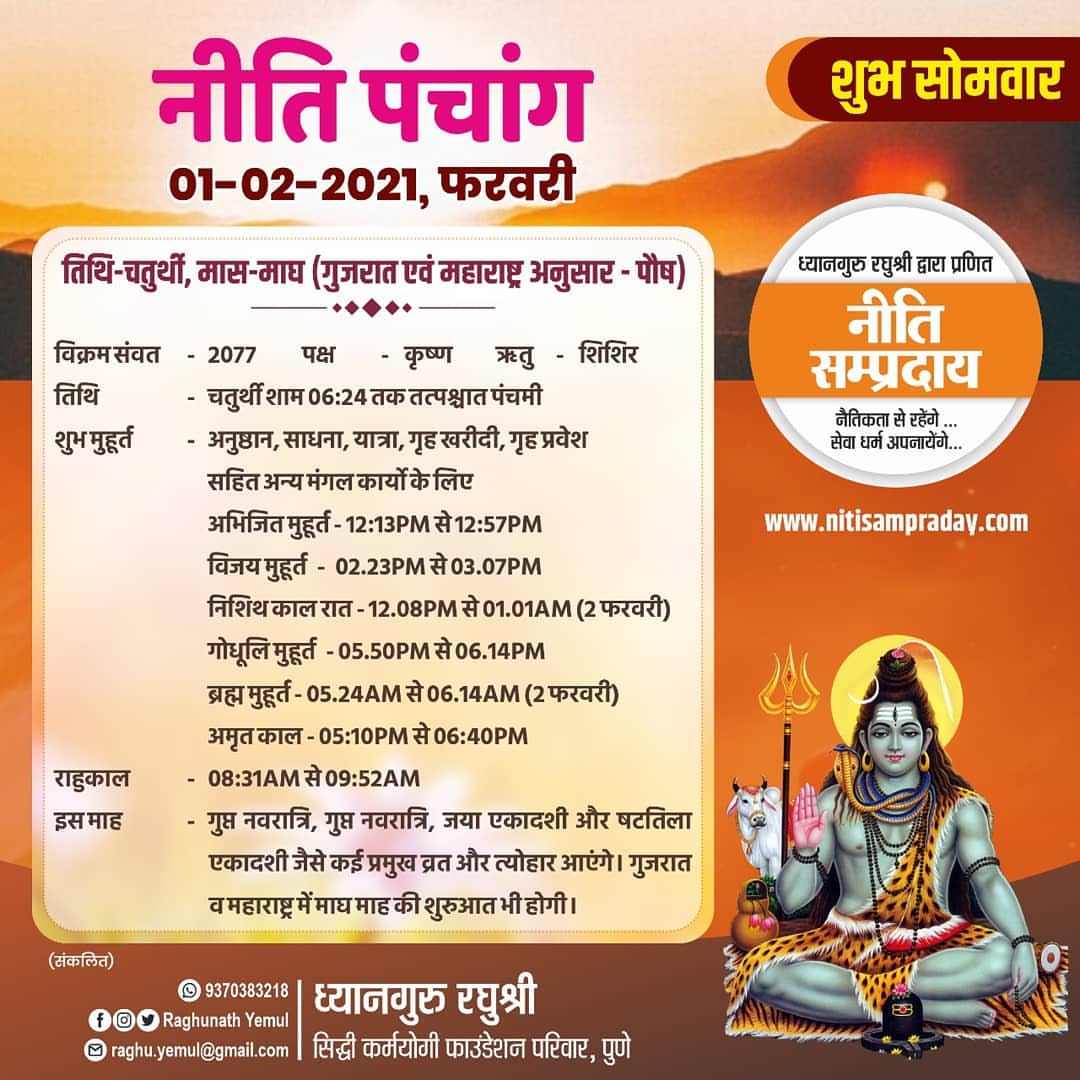 नीति पंचांग
01-02-2021, फरवरी
शुभ सोमवार
तिथि-चतुर्थी, मास-माघ (गुजरात एवं महाराष्ट्र अनुसार - पौष)
विक्रम संवत - 2077 पक्ष - कृष्ण ऋतु - शिशिर
तिथि - चतुर्थी शाम 06:24 तक तत्पश्चात पंचमी
शुभ मुहूर्त - अनुष्ठान, साधना, यात्रा, गृह खरीदी, गृह प्रवेश
सहित अन्य मंगल कार्यो के लिए
अभिजित मुहूर्त - 12:13PM से 12:57PM
विजय मुहूर्त - 02.23PM से 03.07PM
निशिथ काल रात - 12.08PM से 01.01AM (2 फरवरी)
गोधूलि मुहूर्त - 05.50PM से 06.14PM
ब्रह्म मुहूर्त - 05.24AM से 06.14AM (2 फरवरी)
अमृत काल - 05:10PM से 06:40PM
राहुकाल - 08:31AM से 09:52AM
इस माह - गुप्त नवरात्रि, गुप्त नवरात्रि, जया एकादशी और षटतिला
एकादशी जैसे कई प्रमुख व्रत और त्योहार आएंगे। गुजरात
व महाराष्ट्र में माघ माह की शुरुआत भी होगी।
ध्यानगुरु रघुश्री द्वारा प्रणित
नीति
सम्प्रदाय
नैतिकता से रहेंगे ...
सेवा धर्म अपनायेंगे...
www.nitisampraday.com
(संकलित)
9370383218
Raghunath Yemul
raghu.yemul@gmail.com
ध्यानगुरु रघुश्री
सिद्धी कर्मयोगी फाउंडेशन परिवार, पुणे